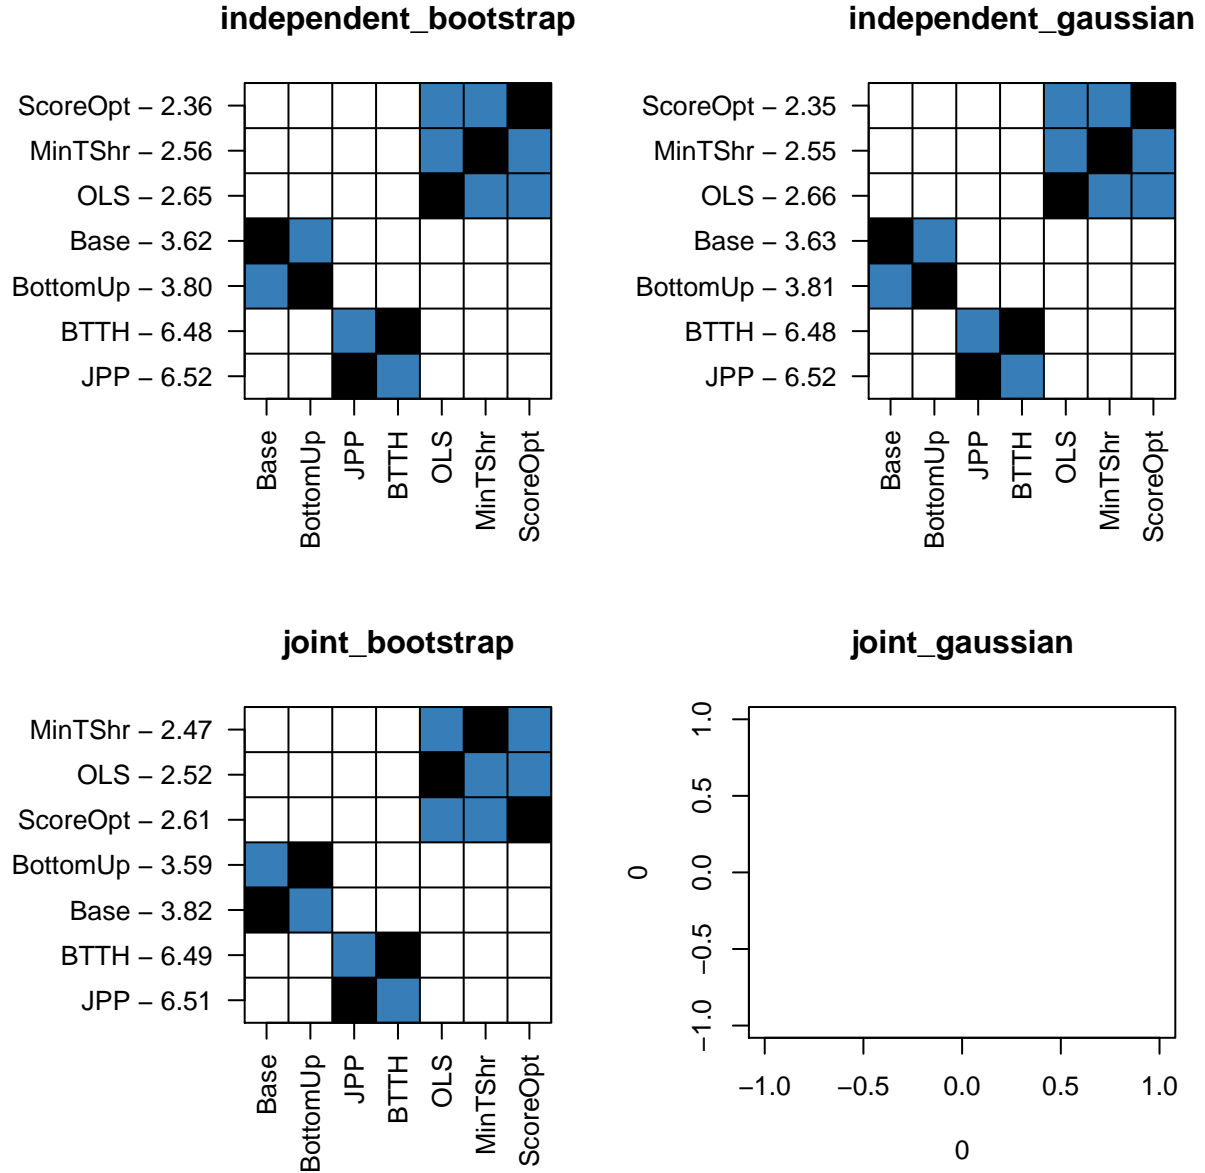 independent_bootstrap
ScoreOpt − 2.36
MinTShr − 2.56
OLS − 2.65
Base − 3.62
BottomUp − 3.80
BTTH − 6.48
JPP − 6.52
Base
BottomUp
JPP
BTTH
OLS
MinTShr
ScoreOpt
independent_gaussian
ScoreOpt − 2.35
MinTShr − 2.55
OLS − 2.66
Base − 3.63
BottomUp − 3.81
BTTH − 6.48
JPP − 6.52
Base
BottomUp
JPP
BTTH
OLS
MinTShr
ScoreOpt
joint_bootstrap
MinTShr − 2.47
OLS − 2.52
ScoreOpt − 2.61
BottomUp − 3.59
Base − 3.82
BTTH − 6.49
JPP − 6.51
Base
BottomUp
JPP
BTTH
OLS
MinTShr
ScoreOpt
joint_gaussian
1.0
0.5
0.0
−0.5
−1.0
0
−1.0 −0.5 0.0 0.5 1.0
0